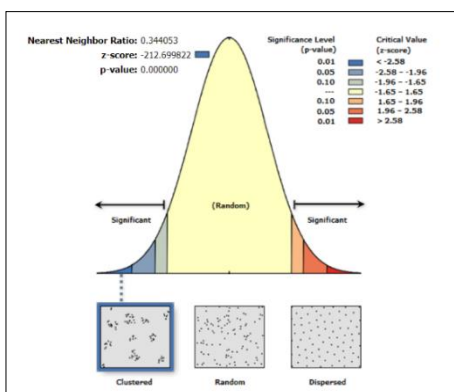 Nearest Neighbor Ratio: 0.344053
z-score: -212.699822
p-value: 0.000000
Significance Level
(p-value)
Critical Value
(z-score)
0.01 < -2.58
0.05 -2.58 – -1.96
0.10 -1.96 – -1.65
--- -1.65 – 1.65
0.10 1.65 – 1.96
0.05 1.96 – 2.58
0.01 > 2.58
Significant
(Random)
Significant
Clustered
Random
Dispersed